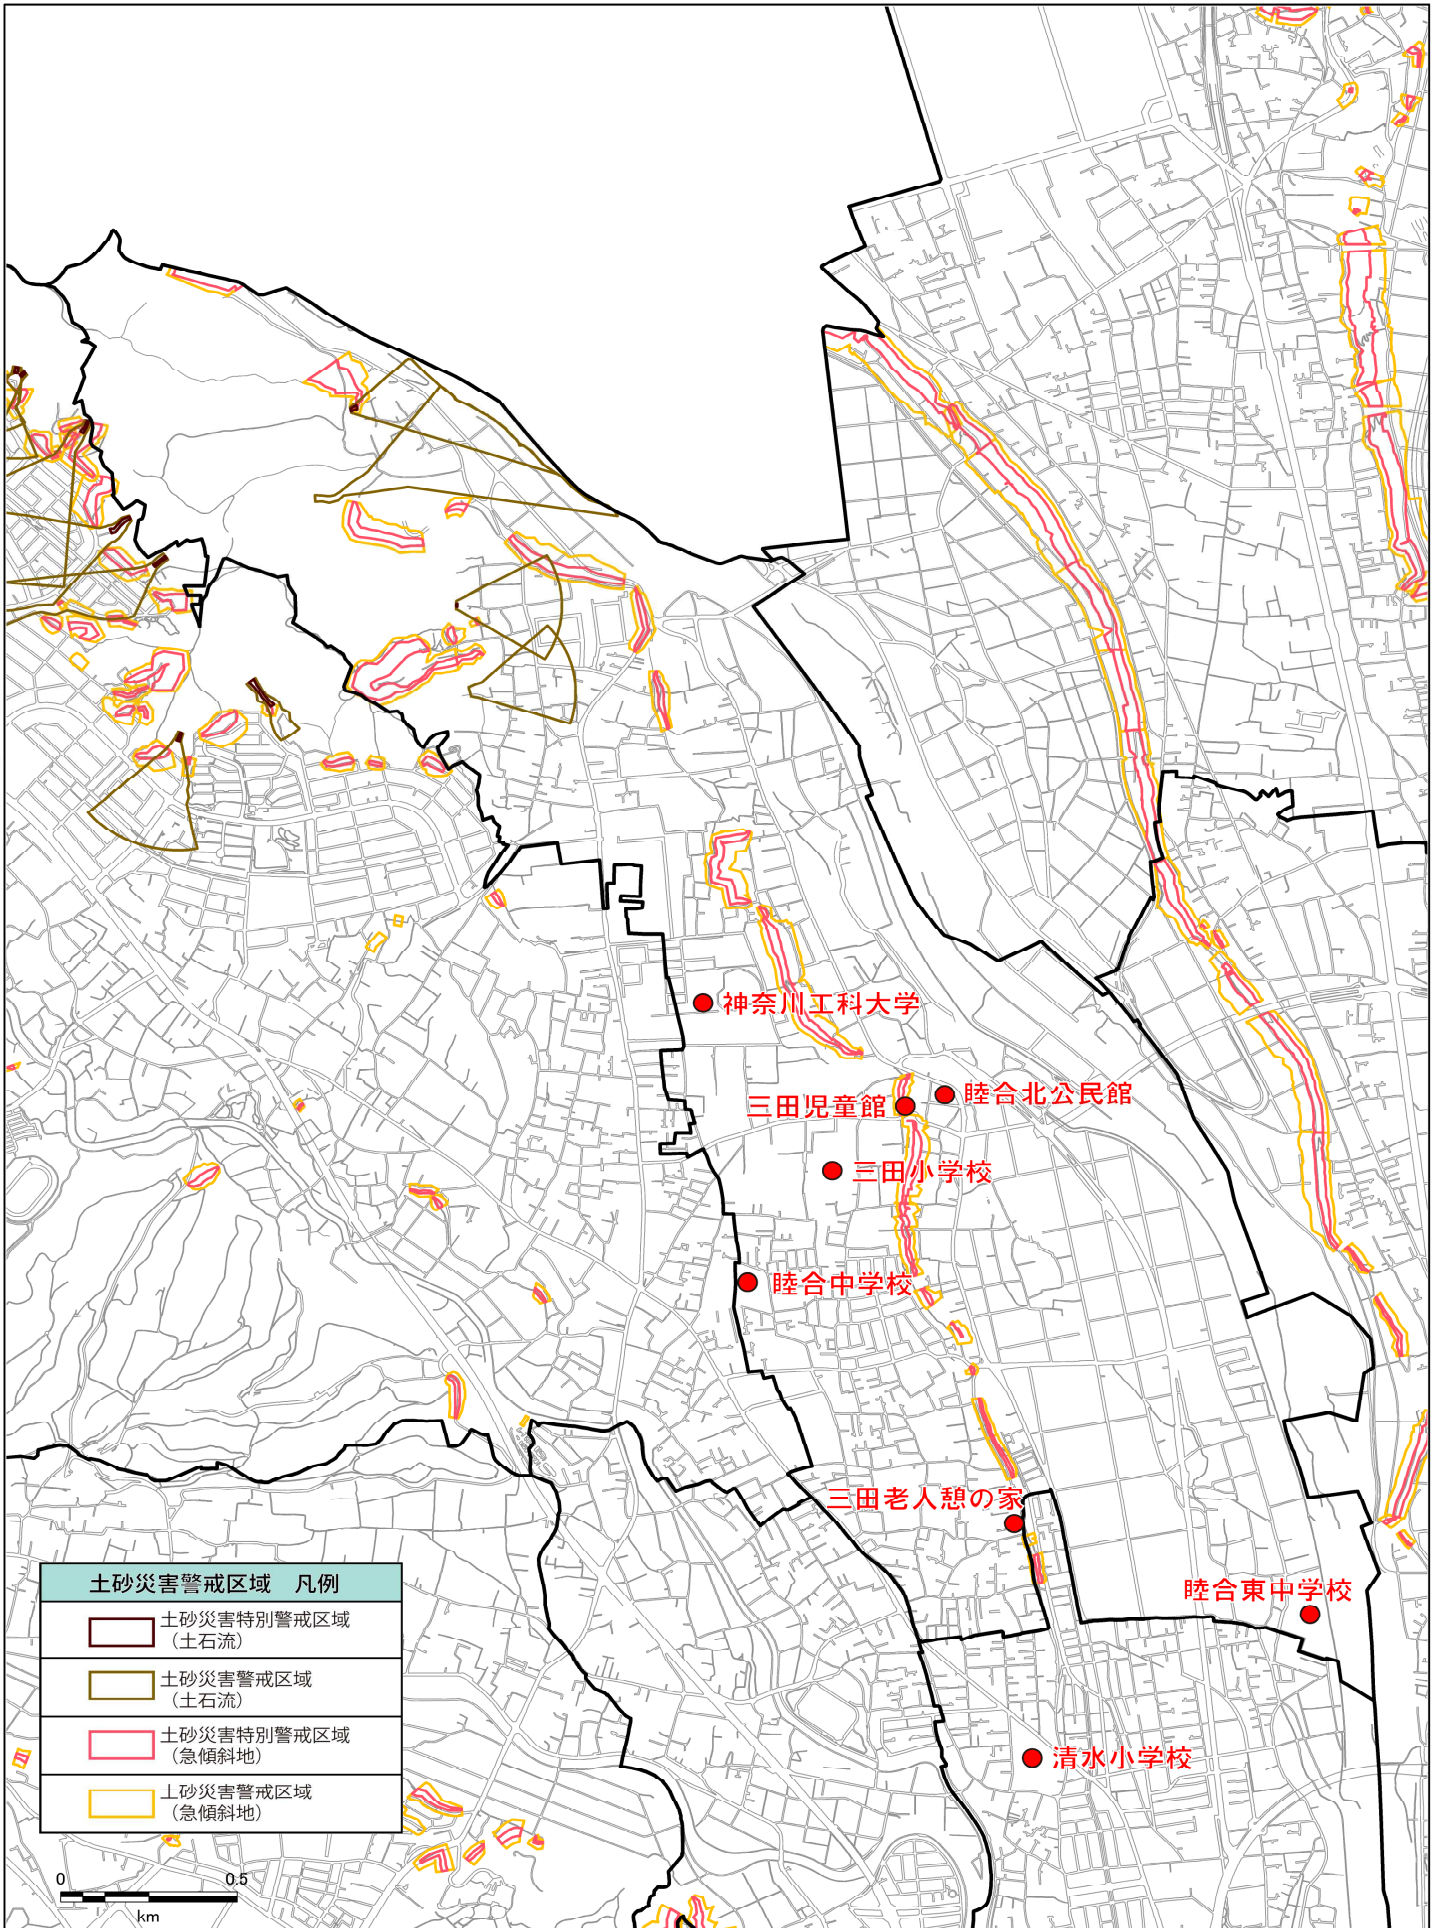 神奈川工科大学
睦合北公民館
三田児童館
三田小学校
睦合中学校
三田老人憩の家
睦合東中学校
清水小学校
土砂災害警戒区域 凡例
土砂災害特別警戒区域
（土石流）
土砂災害警戒区域
（土石流）
土砂災害特別警戒区域
（急傾斜地）
土砂災害警戒区域
（急傾斜地）
0 0.5
km